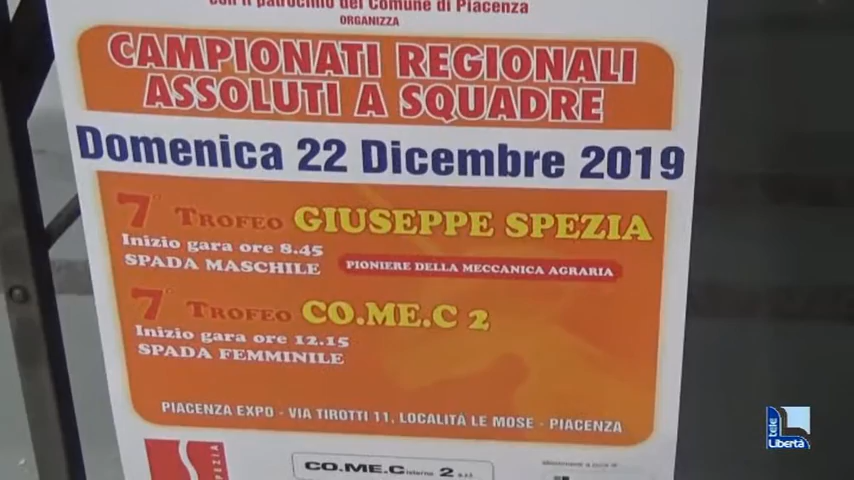 con il patrocinio del Comune di Piacenza
ORGANIZZA
CAMPIONATI REGIONALI
ASSOLUTI A SQUADRE
Domenica 22 Dicembre 2019
7° TROFEO GIUSEPPE SPEZIA
Inizio gara ore 8.45
SPADA MASCHILE
PIONIERE DELLA MECCANICA AGRARIA
7° TROFEO CO.ME.C 2
Inizio gara ore 12.15
SPADA FEMMINILE
PIACENZA EXPO - VIA TIROTTI 11, LOCALITÀ LE MOSE - PIACENZA
CO.ME.C 2
tele
Libertà